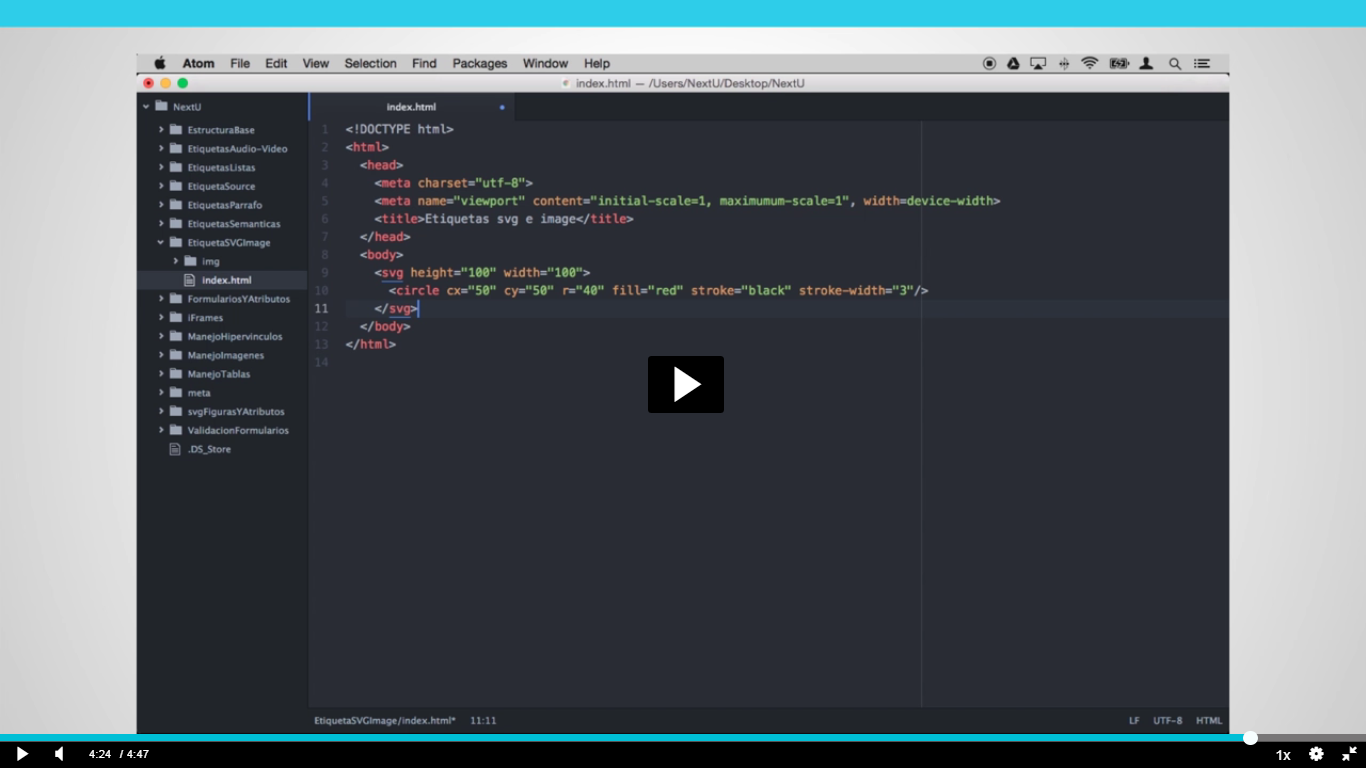 Atom File Edit View Selection Find Packages Window Help
index.html — /Users/NextU/Desktop/NextU
NextU
EstructuraBase
EtiquetasAudio-Video
EtiquetasListas
EtiquetaSource
EtiquetasParrafo
EtiquetasSemanticas
EtiquetaSVGImage
img
index.html
FormulariosYAtributos
iFrames
ManejoHipervinculos
ManejoImagenes
ManejoTablas
meta
svgFigurasYAtributos
ValidacionFormularios
.DS_Store
index.html
1 <!DOCTYPE html>
2 <html>
3 <head>
4 <meta charset="utf-8">
5 <meta name="viewport" content="initial-scale=1, maximumum-scale=1", width=device-width>
6 <title>Etiquetas svg e image</title>
7 </head>
8 <body>
9 <svg height="100" width="100">
10 <circle cx="50" cy="50" r="40" fill="red" stroke="black" stroke-width="3"/>
11 </svg>
12 </body>
13 </html>
14
EtiquetaSVGImage/index.html* 11:11 LF UTF-8 HTML
4:24 / 4:47 1x